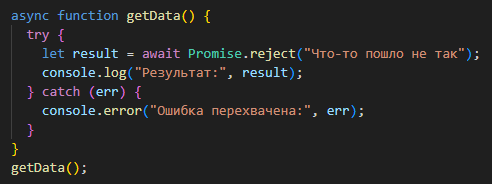 async function getData() {
  try {
    let result = await Promise.reject("Что-то пошло не так");
    console.log("Результат:", result);
  } catch (err) {
    console.error("Ошибка перехвачена:", err);
  }
}
getData();